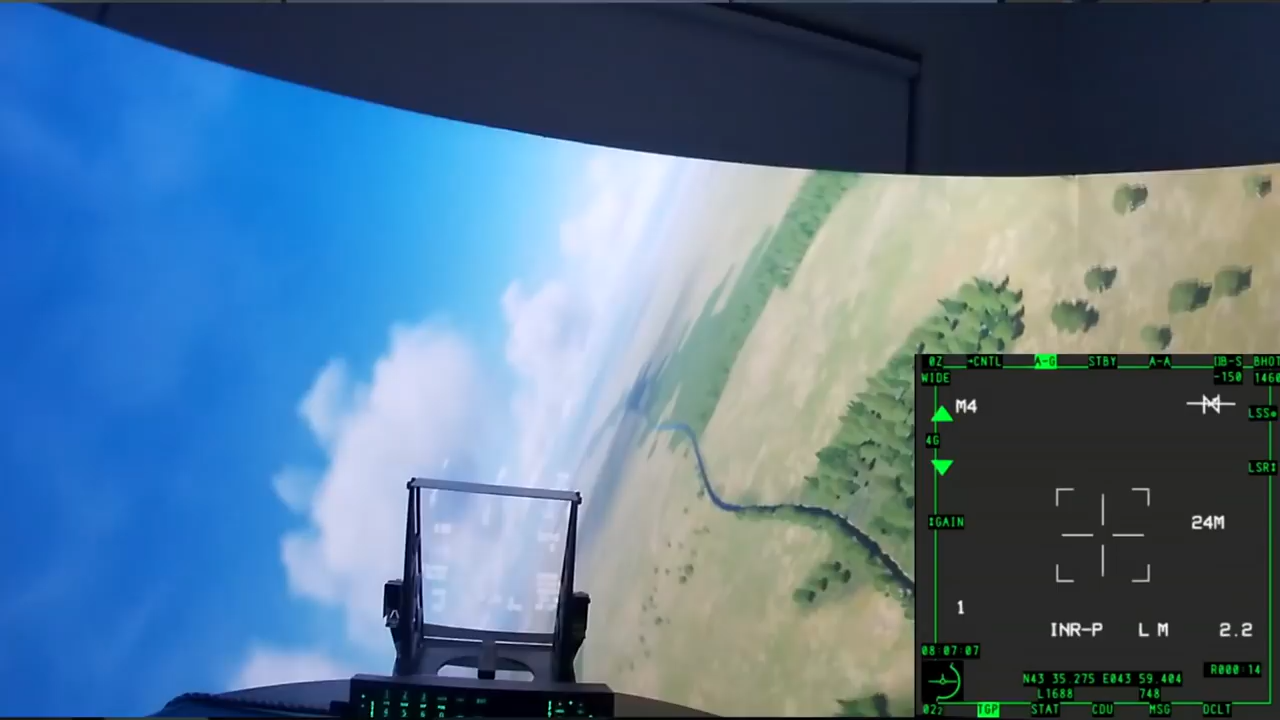 0Z →CNTL A-G STBY A-A BHOT
WIDE -150 1460
M4 LSS
4G
LSR↕
↕GAIN 24M
1
INR-P L M 2.2
08:07:07
R000:14
N43 35.275 E043 59.404
L1688 748
TGP STAT CDU MSG DCLT